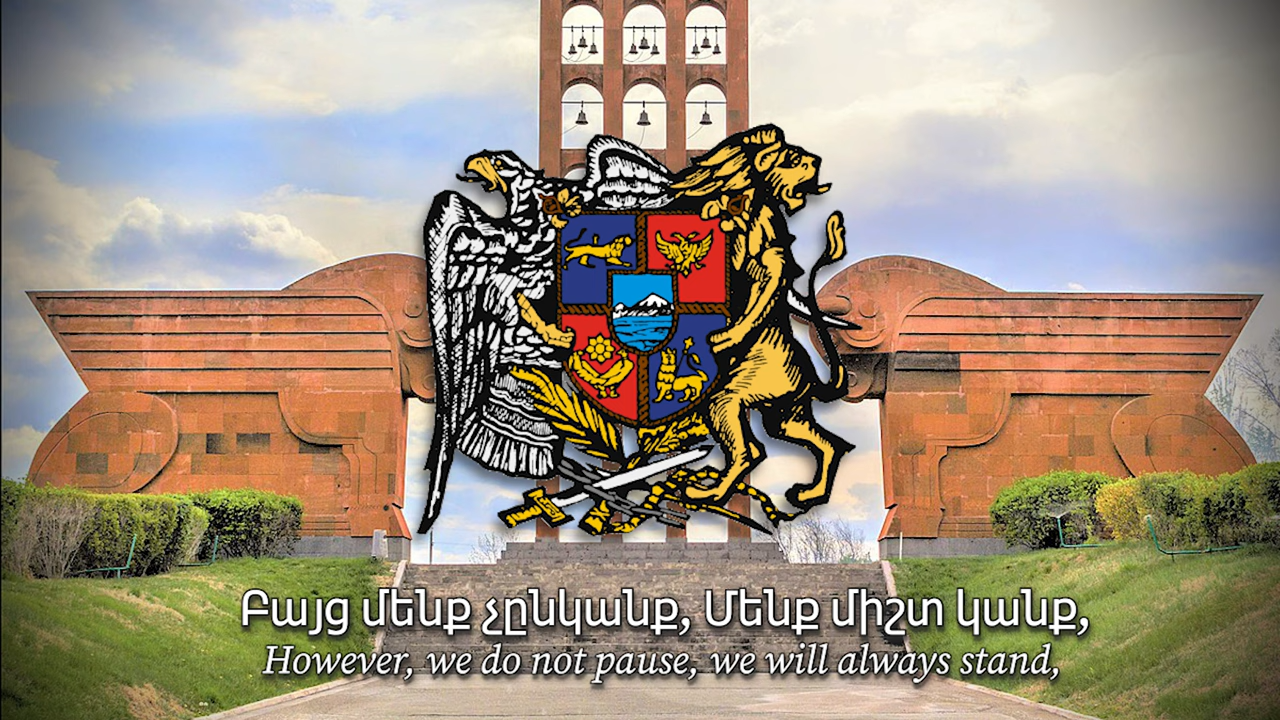 Բայց մենք չընկանք, Մենք միշտ կանք,
However, we do not pause, we will always stand,